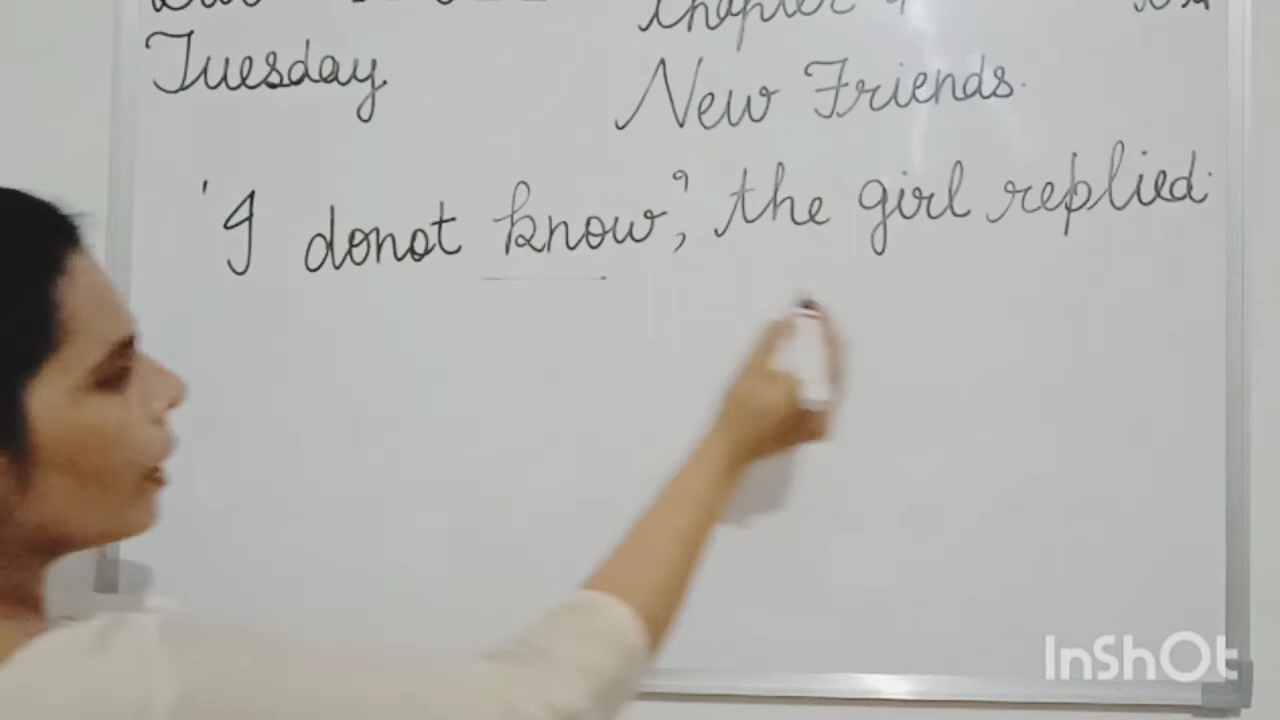 Chapter
Tuesday
New Friends.
'I donot know,' the girl replied.
InShOt